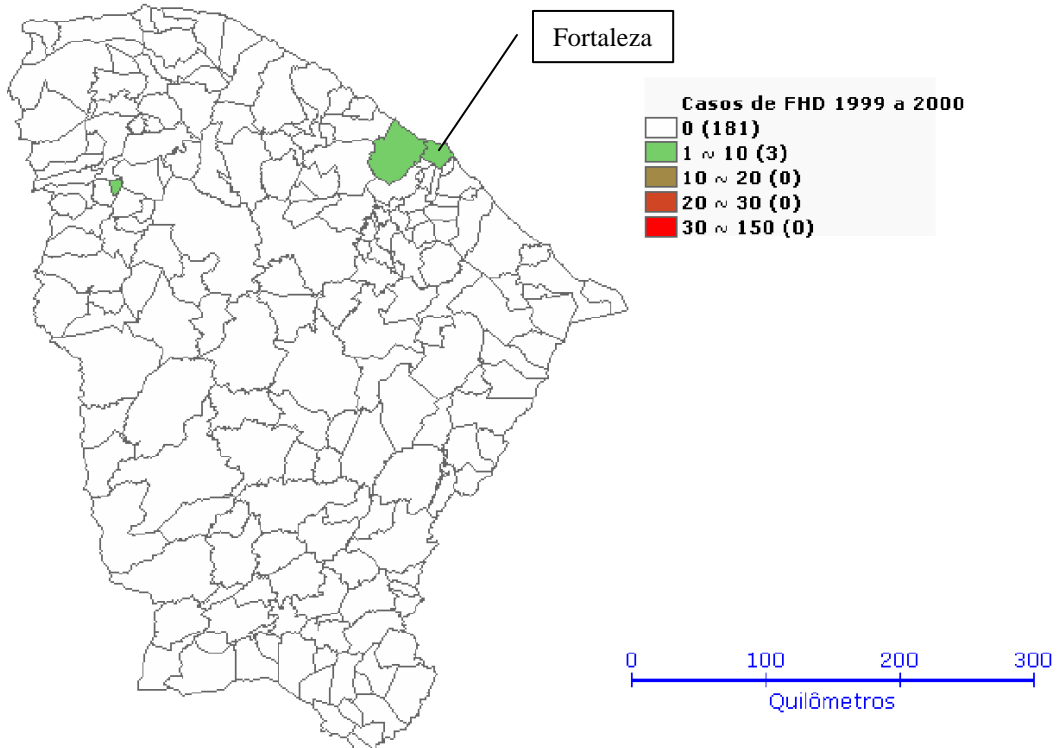 Fortaleza
Casos de FHD 1999 a 2000
0 (181)
1 ~ 10 (3)
10 ~ 20 (0)
20 ~ 30 (0)
30 ~ 150 (0)
0 100 200 300
Quilômetros